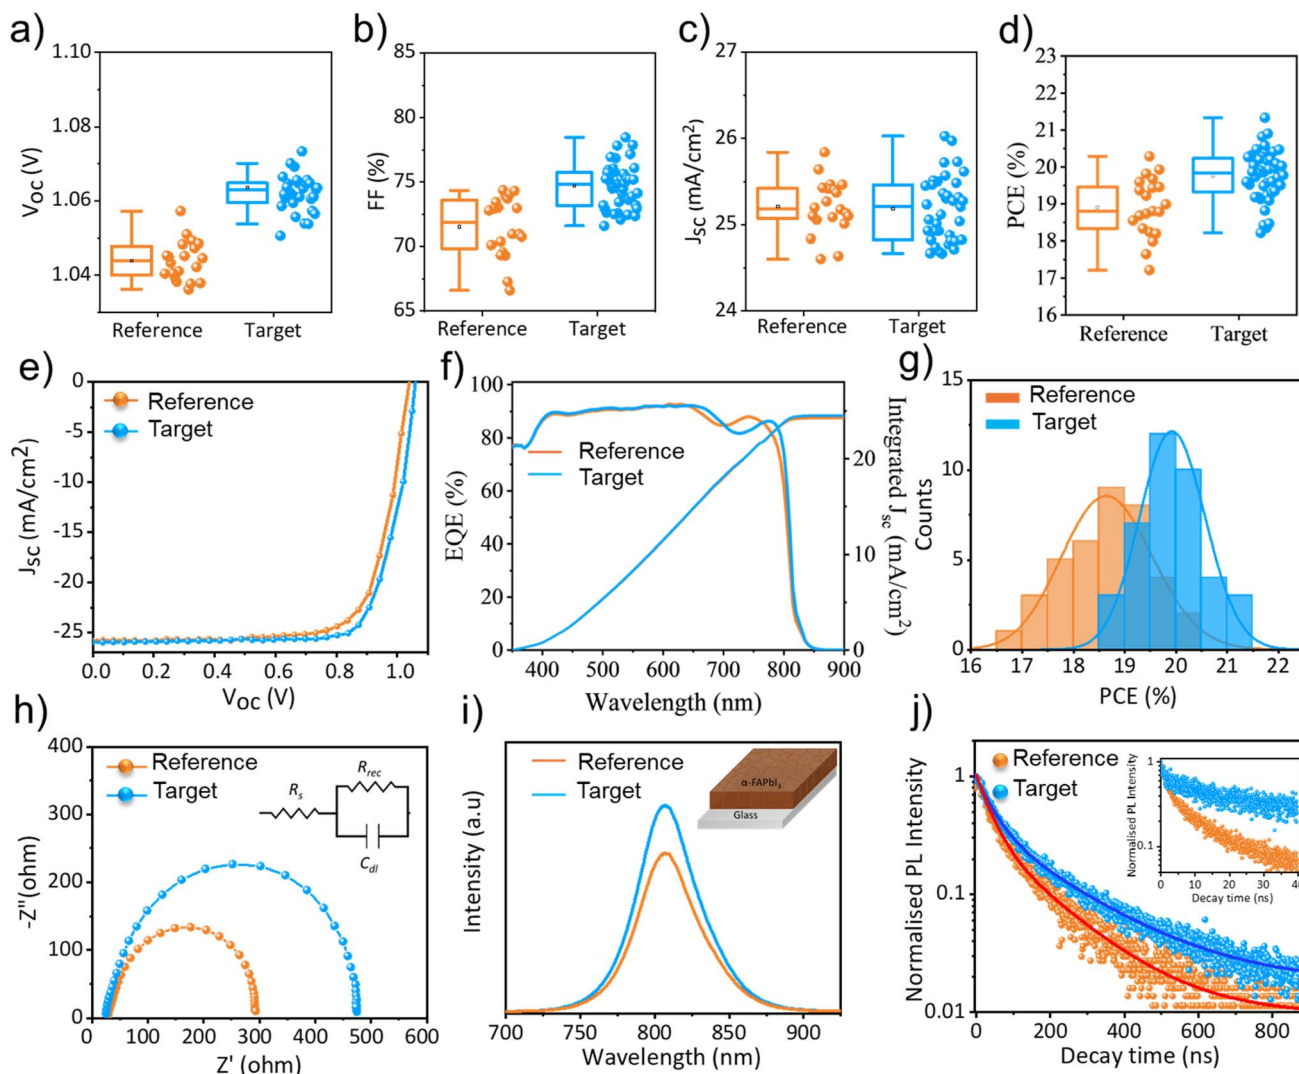 a)
1.10
1.08
1.06
1.04
V_OC (V)
Reference
Target
b)
85
80
75
70
65
FF (%)
Reference
Target
c)
27
26
25
24
J_sc (mA/cm²)
Reference
Target
d)
23
22
21
20
19
18
17
16
PCE (%)
Reference
Target
e)
0
-5
-10
-15
-20
-25
J_SC (mA/cm²)
Reference
Target
0.0
0.2
0.4
0.6
0.8
1.0
V_OC (V)
f)
100
90
80
70
60
50
40
30
20
10
0
EQE (%)
Reference
Target
20
10
0
Integrated J_sc (mA/cm²)
400
500
600
700
800
900
Wavelength (nm)
g)
15
10
5
0
Counts
Reference
Target
16
17
18
19
20
21
22
PCE (%)
h)
400
300
200
100
0
-Z"(ohm)
Reference
Target
R_s
R_rec
C_dl
0
100
200
300
400
500
600
Z' (ohm)
i)
Intensity (a.u)
Reference
Target
α-FAPbI₃
Glass
700
750
800
850
900
Wavelength (nm)
j)
1
0.1
0.01
Normalised PL Intensity
Reference
Target
1
0.1
Normalised PL Intensity
0
10
20
30
40
Decay time (ns)
0
200
400
600
800
Decay time (ns)